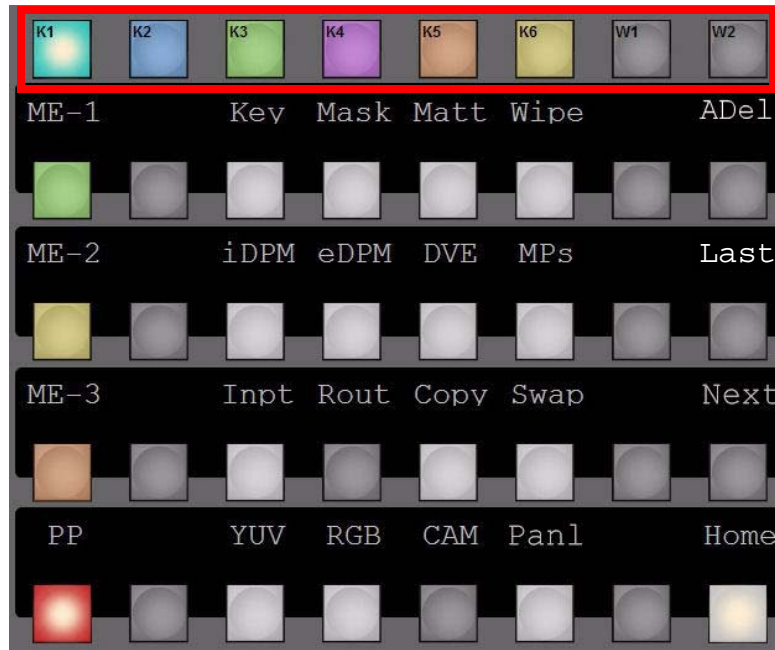 K1 K2 K3 K4 K5 K6 W1 W2
ME-1 Key Mask Matt Wipe ADel
ME-2 iDPM eDPM DVE MPs Last
ME-3 Inpt Rout Copy Swap Next
PP YUV RGB CAM Panl Home